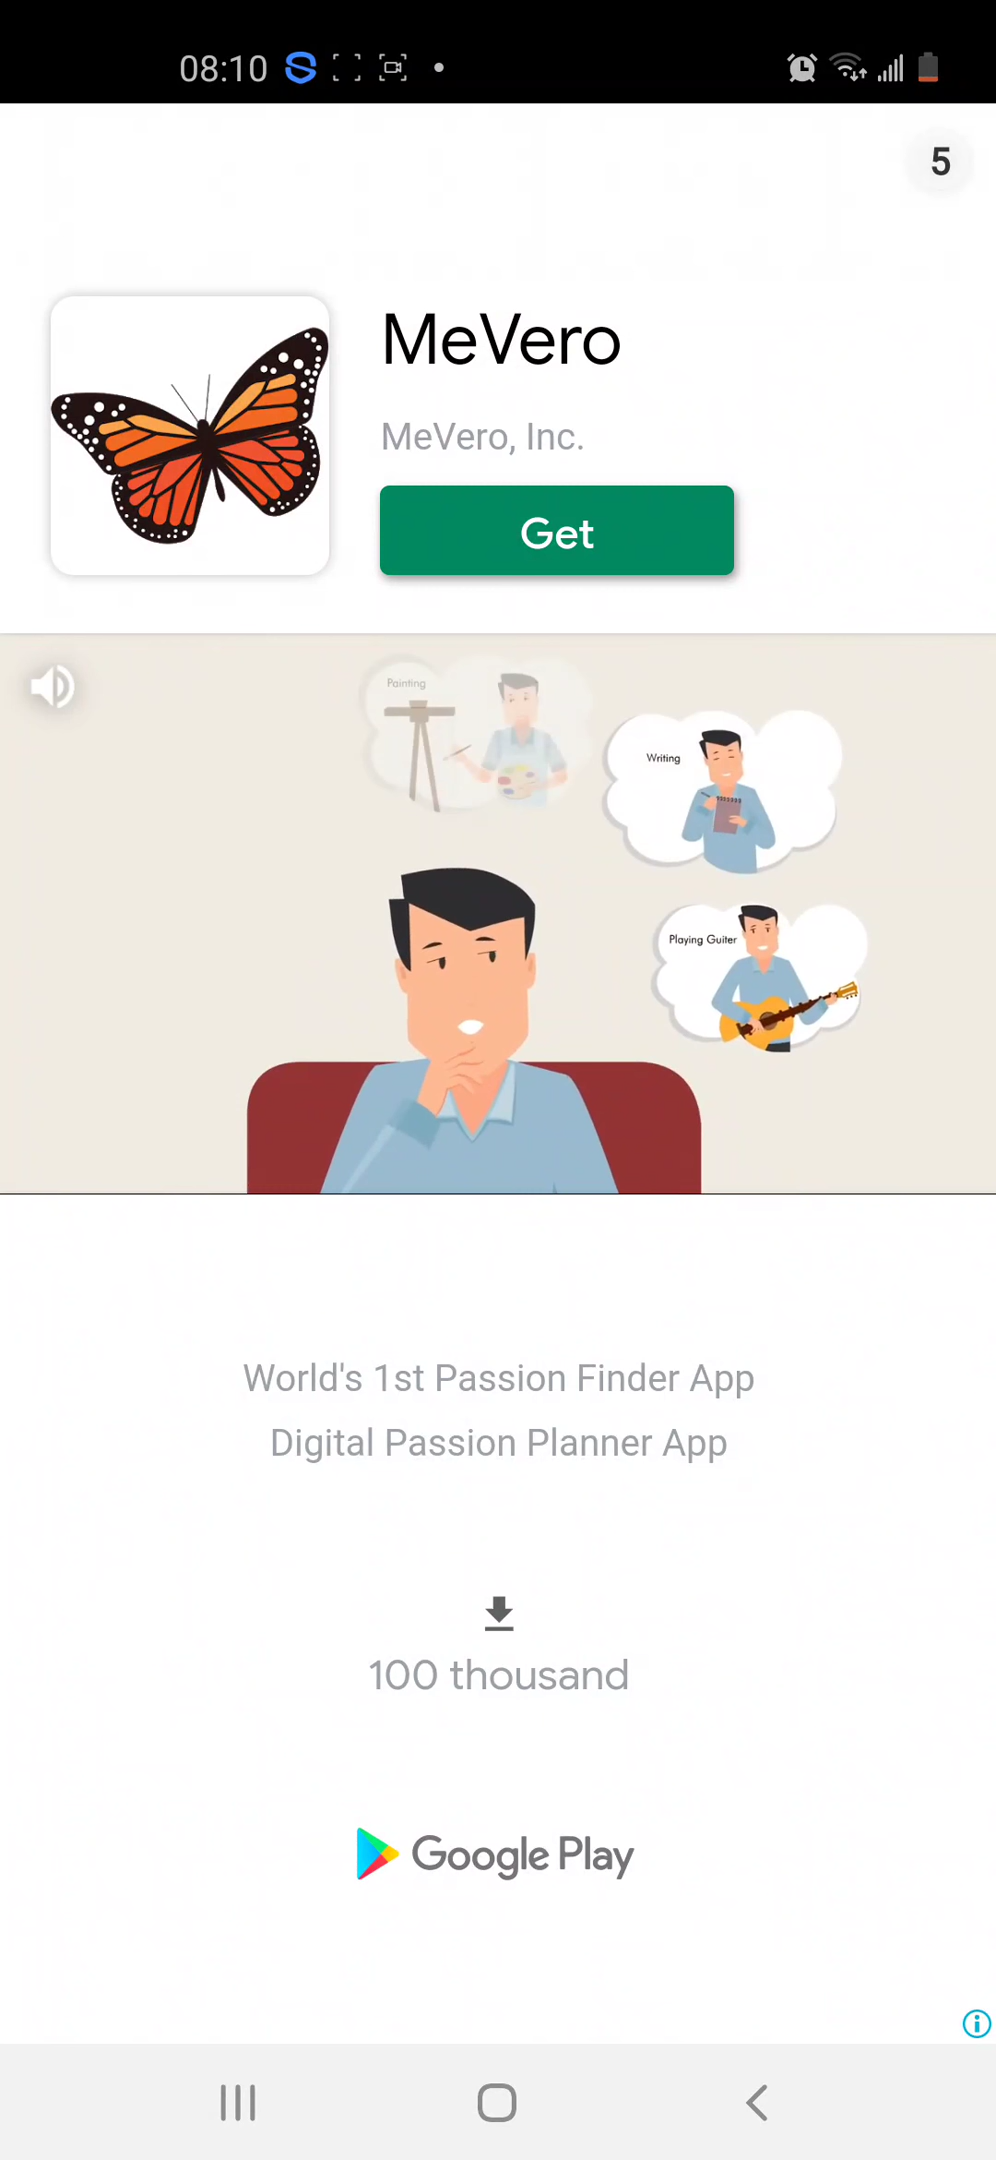 08:10
5
MeVero
MeVero, Inc.
Get
Painting
Writing
Playing Guiter
World's 1st Passion Finder App
Digital Passion Planner App
100 thousand
Google Play